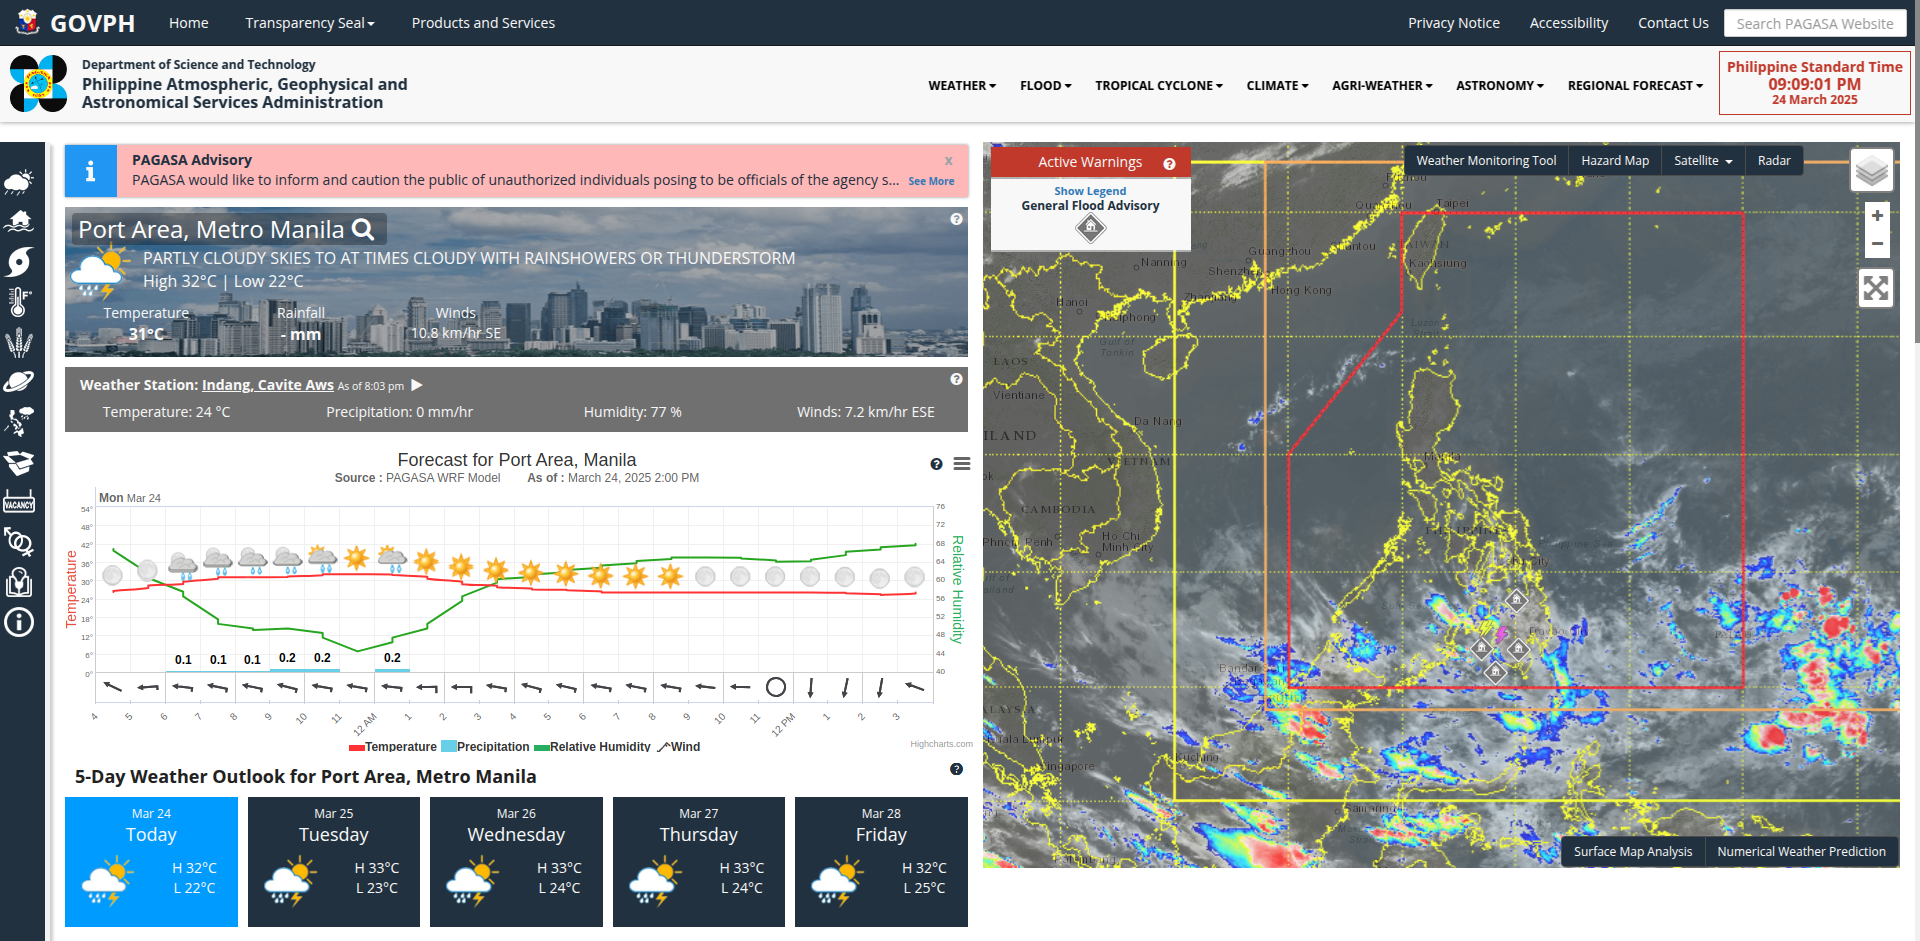 GOVPH
Home
Transparency Seal
Products and Services
Privacy Notice
Accessibility
Contact Us
Search PAGASA Website
Department of Science and Technology
Philippine Atmospheric, Geophysical and
Astronomical Services Administration
WEATHER
FLOOD
TROPICAL CYCLONE
CLIMATE
AGRI-WEATHER
ASTRONOMY
REGIONAL FORECAST
Philippine Standard Time
09:09:01 PM
24 March 2025
VACANCY
PAGASA Advisory
x
PAGASA would like to inform and caution the public of unauthorized individuals posing to be officials of the agency s... See More
Port Area, Metro Manila
PARTLY CLOUDY SKIES TO AT TIMES CLOUDY WITH RAINSHOWERS OR THUNDERSTORM
High 32°C | Low 22°C
Temperature Rainfall Winds
31°C - mm 10.8 km/hr SE
Weather Station: Indang, Cavite Aws As of 8:03 pm
Temperature: 24 °C Precipitation: 0 mm/hr Humidity: 77 % Winds: 7.2 km/hr ESE
Forecast for Port Area, Manila
Source : PAGASA WRF Model As of : March 24, 2025 2:00 PM
Mon Mar 24
Temperature
54°
48°
42°
36°
30°
24°
18°
12°
6°
0°
76
72
68
64
60
56
52
48
44
40
Relative Humidity
0.1 0.1 0.1 0.2 0.2 0.2
4 5 6 7 8 9 10 11 12 AM 1 2 3 4 5 6 7 8 9 10 11 12 PM 1 2 3
Temperature Precipitation Relative Humidity Wind
Highcharts.com
5-Day Weather Outlook for Port Area, Metro Manila
Mar 24
Today
H 32°C
L 22°C
Mar 25
Tuesday
H 33°C
L 23°C
Mar 26
Wednesday
H 33°C
L 24°C
Mar 27
Thursday
H 33°C
L 24°C
Mar 28
Friday
H 32°C
L 25°C
Active Warnings
Show Legend
General Flood Advisory
Weather Monitoring Tool
Hazard Map
Satellite
Radar
+
−
Taipei
Guangzhou
Nanning
Kaohsiung
Hong Kong
Hanoi
Gulf of
Tonkin
LAOS
Vientiane
Da Nang
VIETNAM
CAMBODIA
Ho Chi
Minh City
Kuching
Surface Map Analysis
Numerical Weather Prediction